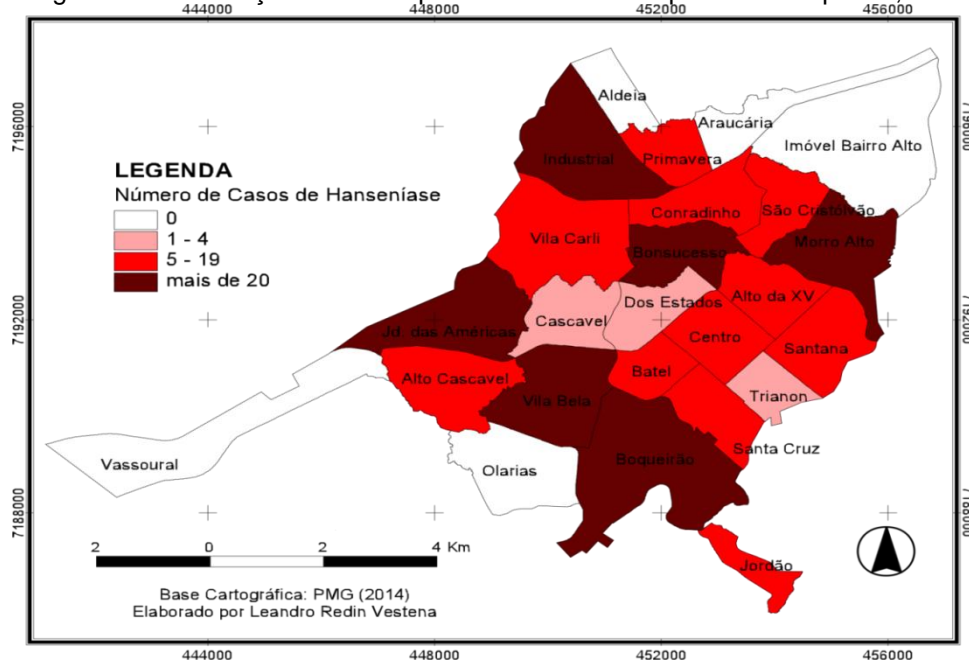 444000 448000 452000 456000
7196000
7192000
7188000
7196000
7192000
7188000
Aldeia
Araucária
Imóvel Bairro Alto
Industrial
Primavera
LEGENDA
Número de Casos de Hanseníase
0
1 - 4
5 - 19
mais de 20
Conradinho
São Cristóivão
Vila Carli
Bonsucesso
Morro Alto
Dos Estados
Alto da XV
Cascavel
Jd. das Américas
Centro
Santana
Batel
Alto Cascavel
Trianon
Vila Bela
Santa Cruz
Vassoural
Olarias
Boqueirão
2 0 2 4 Km
Jordão
Base Cartográfica: PMG (2014)
Elaborado por Leandro Redin Vestena
444000 448000 452000 456000